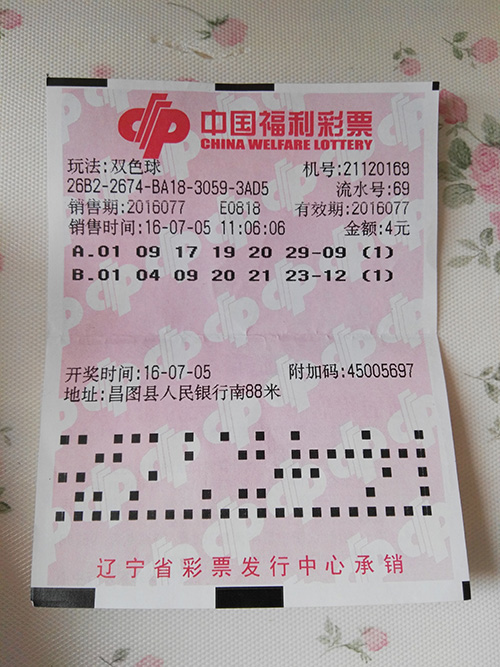 中国福利彩票
CHINA WELFARE LOTTERY
玩法:双色球 机号:21120169
26B2-2674-BA18-3059-3AD5 流水号:69
销售期:2016077 E0818 有效期:2016077
销售时间:16-07-05 11:06:06 金额:4元
A.01 09 17 19 20 29-09 (1)
B.01 04 09 20 21 23-12 (1)
开奖时间:16-07-05 附加码:45005697
地址:昌图县人民银行南88米
辽宁省彩票发行中心承销